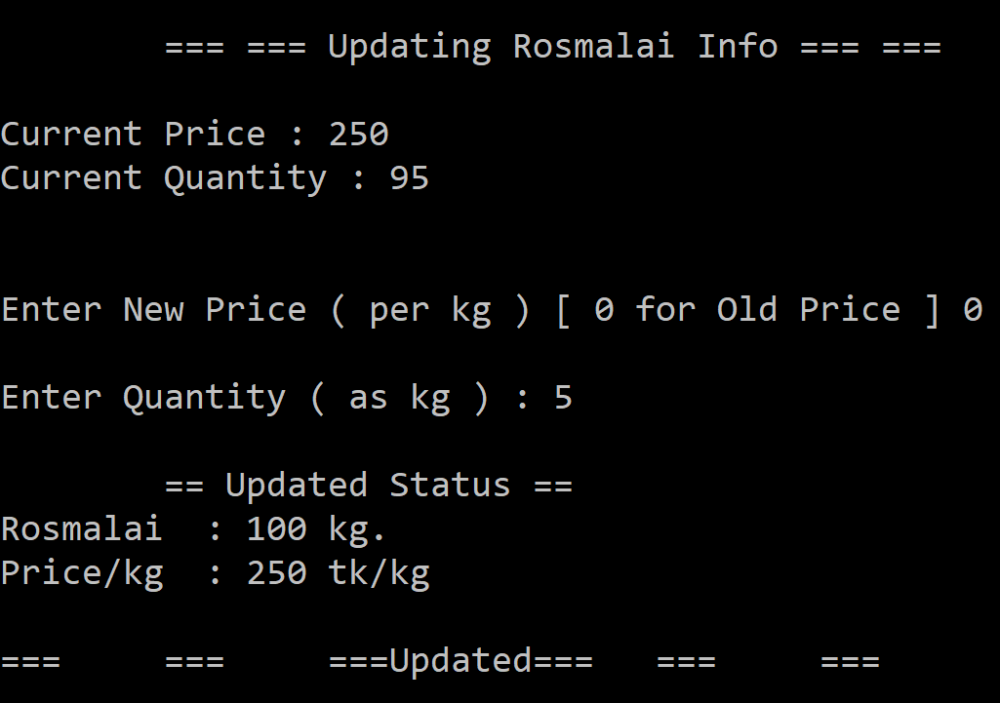 === === Updating Rosmalai Info === ===
Current Price : 250
Current Quantity : 95
Enter New Price ( per kg ) [ 0 for Old Price ] 0
Enter Quantity ( as kg ) : 5
== Updated Status ==
Rosmalai  : 100 kg.
Price/kg  : 250 tk/kg
===     ===     ===Updated===   ===     ===